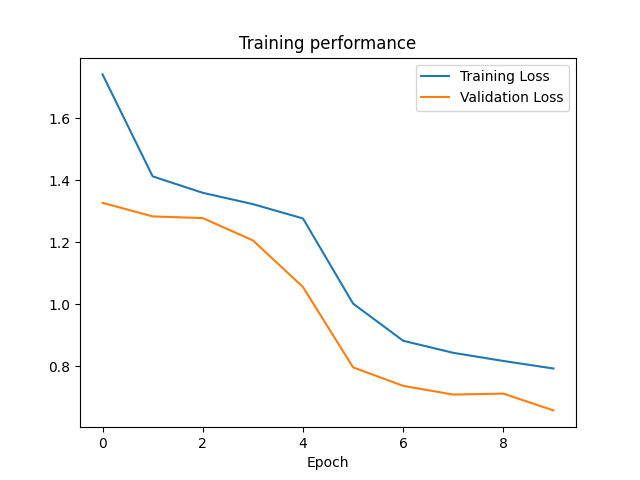 Training performance
Training Loss
Validation Loss
1.6
1.4
1.2
1.0
0.8
0 2 4 6 8
Epoch